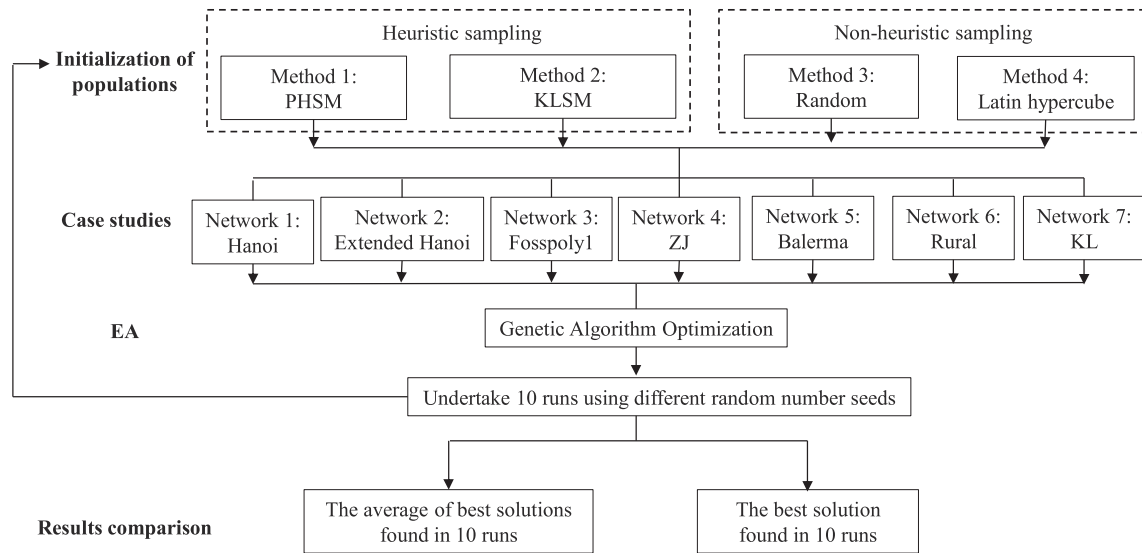 Heuristic sampling
Non-heuristic sampling
Initialization of
populations
Method 1:
PHSM
Method 2:
KLSM
Method 3:
Random
Method 4:
Latin hypercube
Case studies
Network 1:
Hanoi
Network 2:
Extended Hanoi
Network 3:
Fosspoly1
Network 4:
ZJ
Network 5:
Balerma
Network 6:
Rural
Network 7:
KL
EA
Genetic Algorithm Optimization
Undertake 10 runs using different random number seeds
Results comparison
The average of best solutions
found in 10 runs
The best solution
found in 10 runs